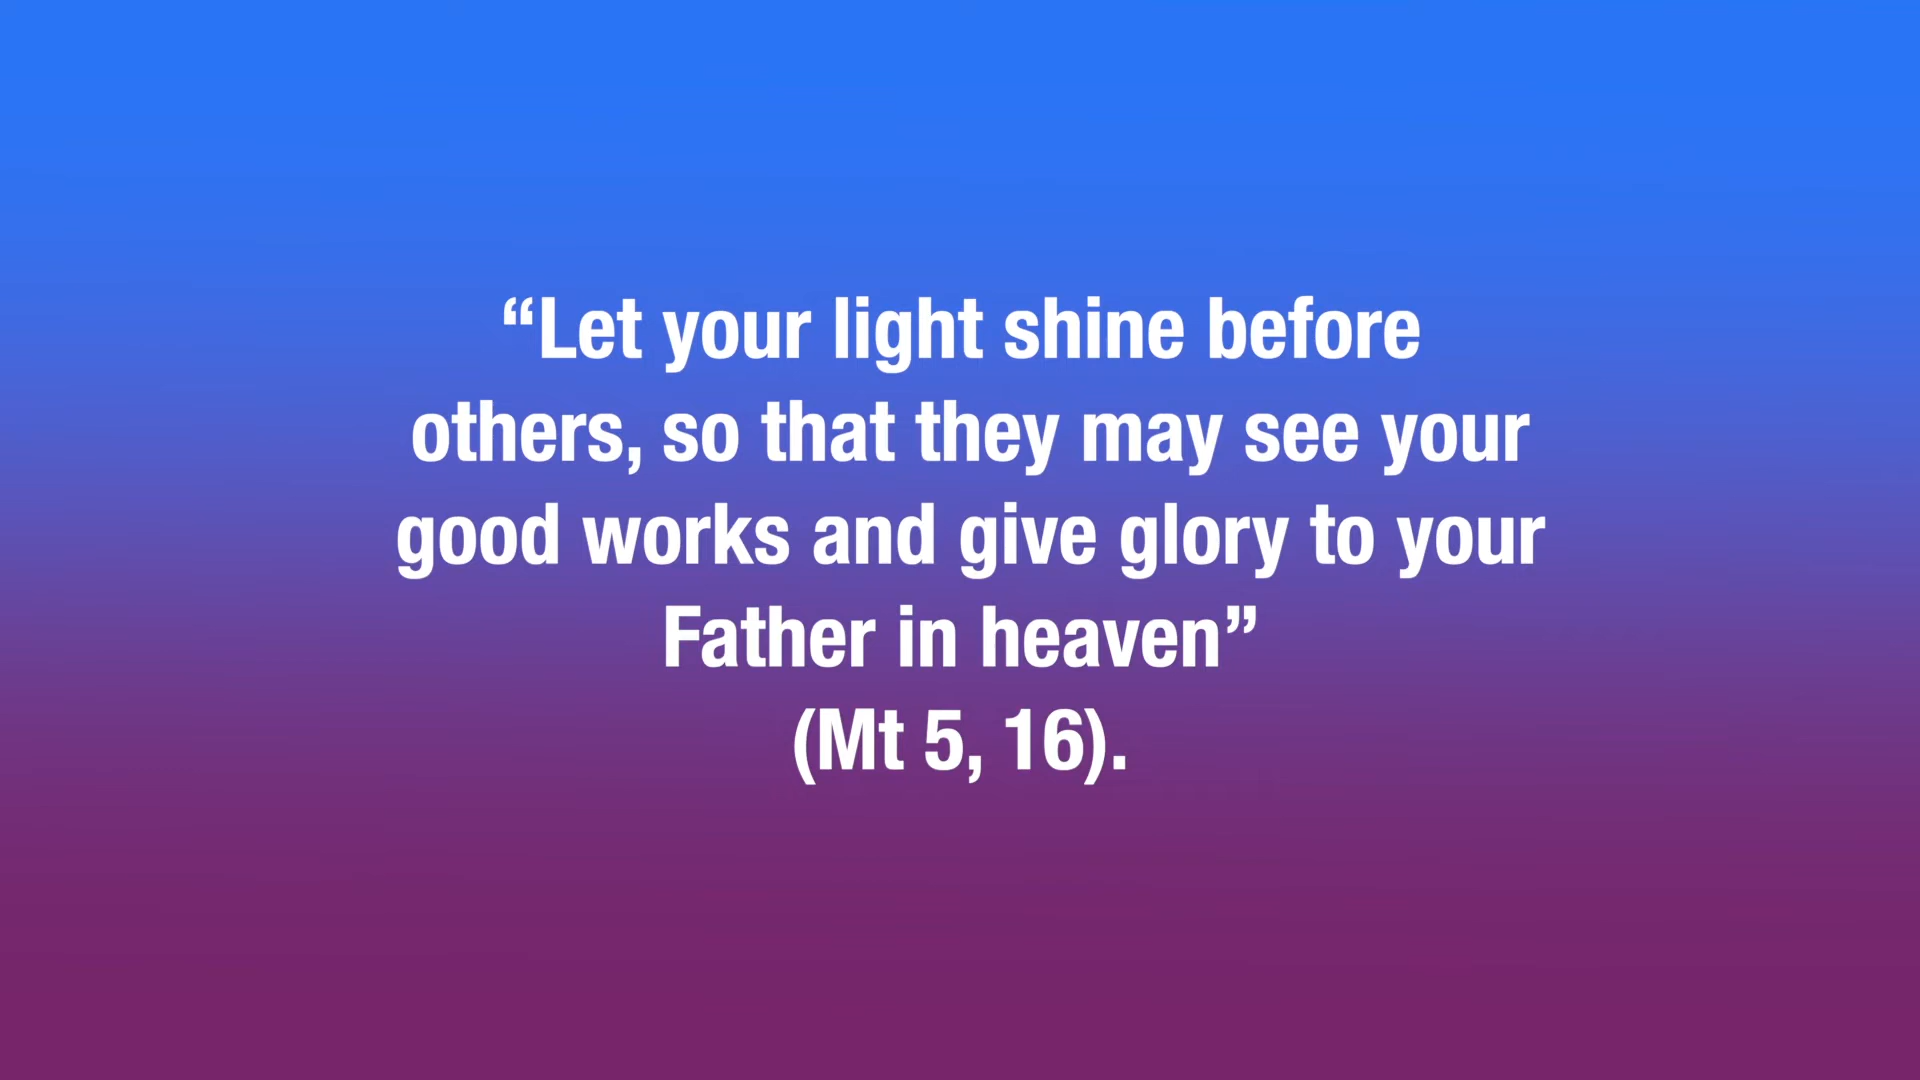 “Let your light shine before
others, so that they may see your
good works and give glory to your
Father in heaven”
(Mt 5, 16).